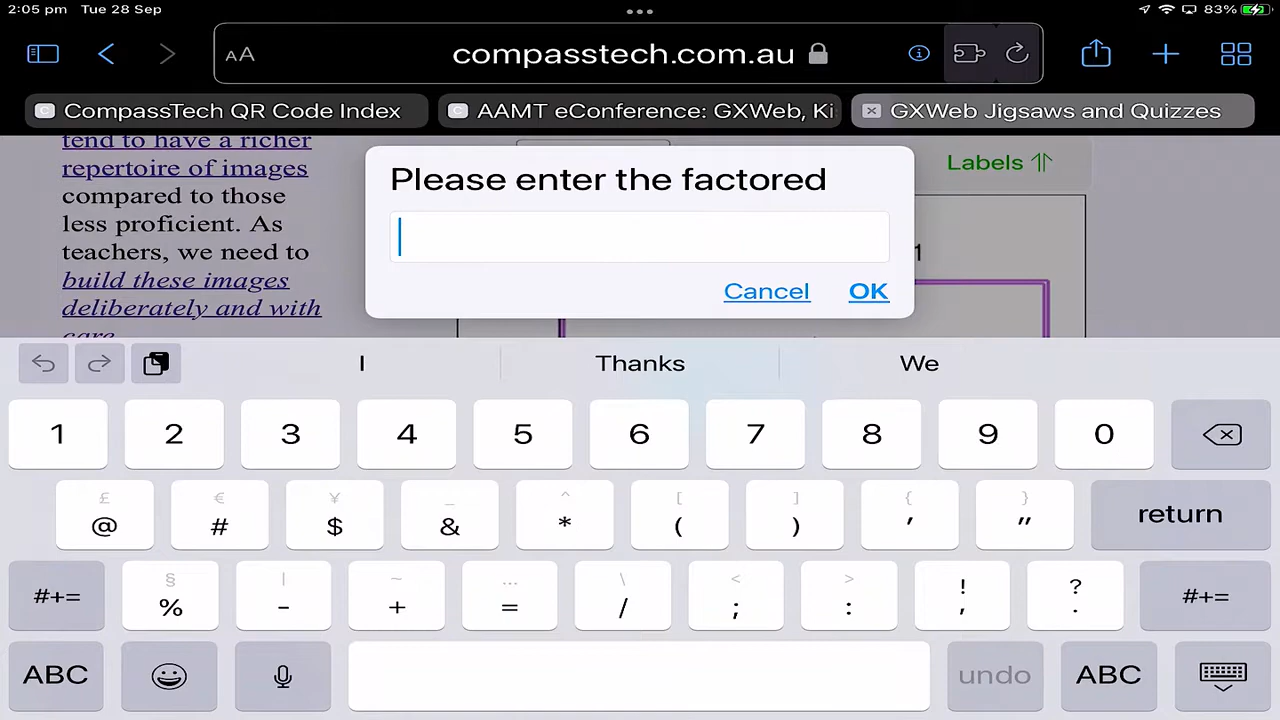 2:05 pm Tue 28 Sep
83%
AA compasstech.com.au
CompassTech QR Code Index
AAMT eConference: GXWeb, Ki
GXWeb Jigsaws and Quizzes
tend to have a richer
repertoire of images
compared to those
less proficient. As
teachers, we need to
build these images
deliberately and with
care
Labels
1
Please enter the factored
Cancel OK
I Thanks We
1 2 3 4 5 6 7 8 9 0
£ € ¥ _ ^ [ ] { }
@ # $ & * ( ) ' " return
§ | ~ … \ < > ! ?
#+= % - + = / ; : , . #+=
ABC undo ABC